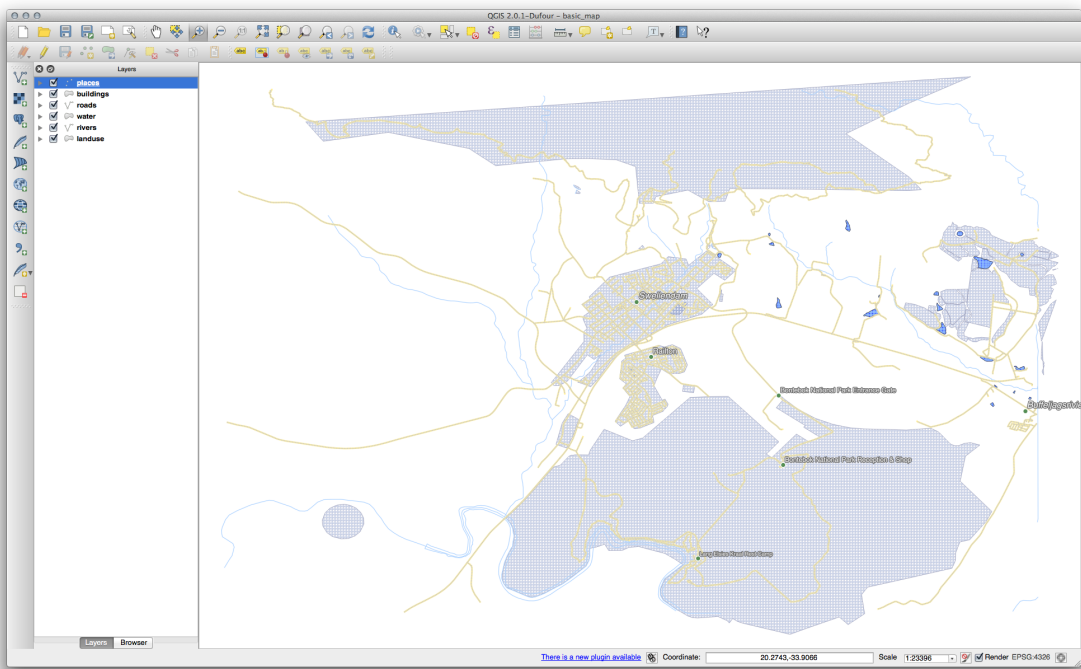 QGIS 2.0.1-Dufour – basic_map
Layers
places
buildings
roads
water
rivers
landuse
Swellendam
Railton
Bontebok National Park Entrance Gate
Buffeljagsrivi
Bontebok National Park Reception & Shop
Lang Elsies Kraal Rest Camp
Layers Browser
There is a new plugin available Coordinate: 20.2743,-33.9066 Scale 1:23396 Render EPSG:4326